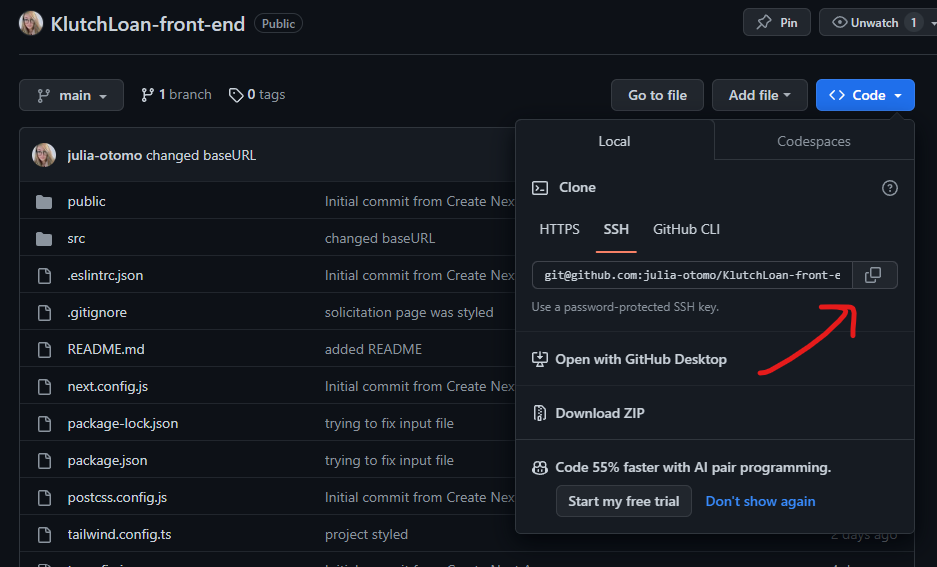 KlutchLoan-front-end Public Pin Unwatch 1
main 1 branch 0 tags Go to file Add file Code
Local Codespaces
julia-otomo changed baseURL
Clone
public Initial commit from Create Nex
HTTPS SSH GitHub CLI
src changed baseURL
.eslintrc.json Initial commit from Create Nex
git@github.com:julia-otomo/KlutchLoan-front-e
Use a password-protected SSH key.
.gitignore solicitation page was styled
README.md added README
Open with GitHub Desktop
next.config.js Initial commit from Create Nex
Download ZIP
package-lock.json trying to fix input file
package.json trying to fix input file
Code 55% faster with AI pair programming.
postcss.config.js Initial commit from Create Nex
Start my free trial Don't show again
tailwind.config.ts project styled 2 days ago